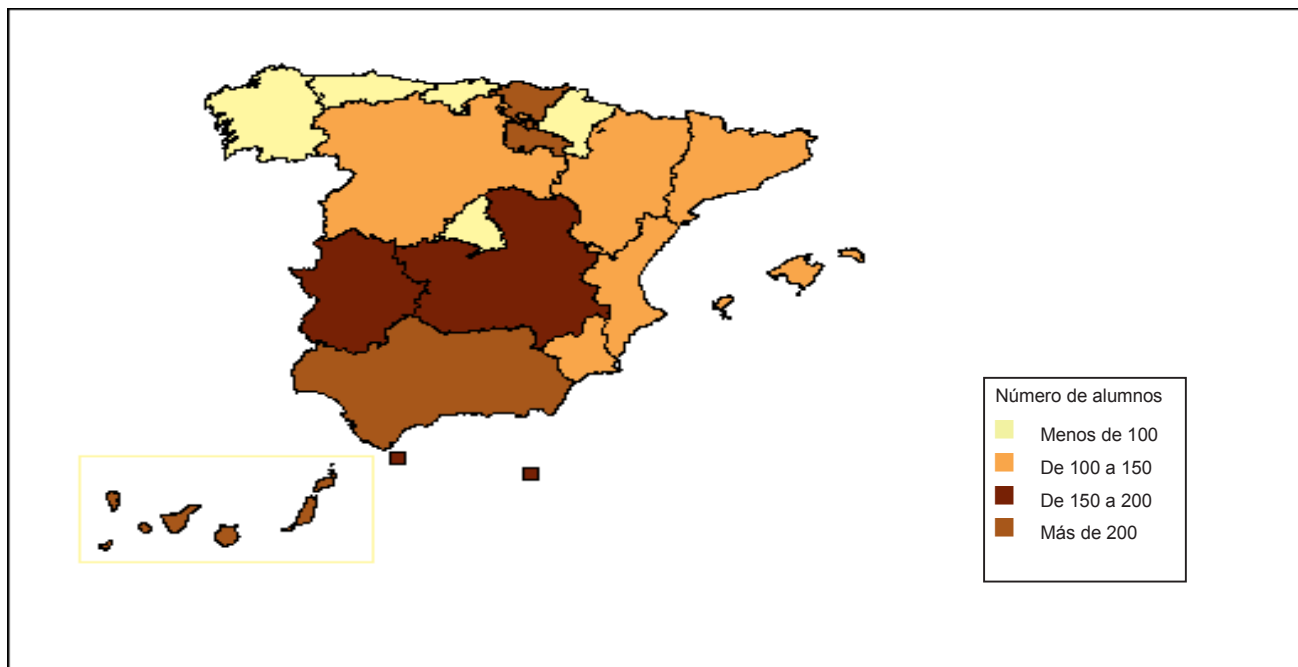 Número de alumnos
Menos de 100
De 100 a 150
De 150 a 200
Más de 200